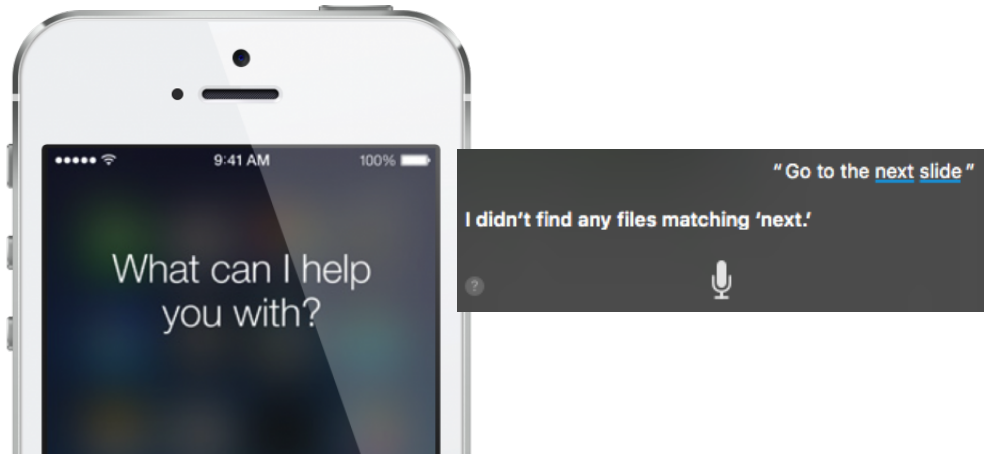 9:41 AM 100%
What can I help
you with?
“Go to the next slide”
I didn’t find any files matching ‘next.’
?